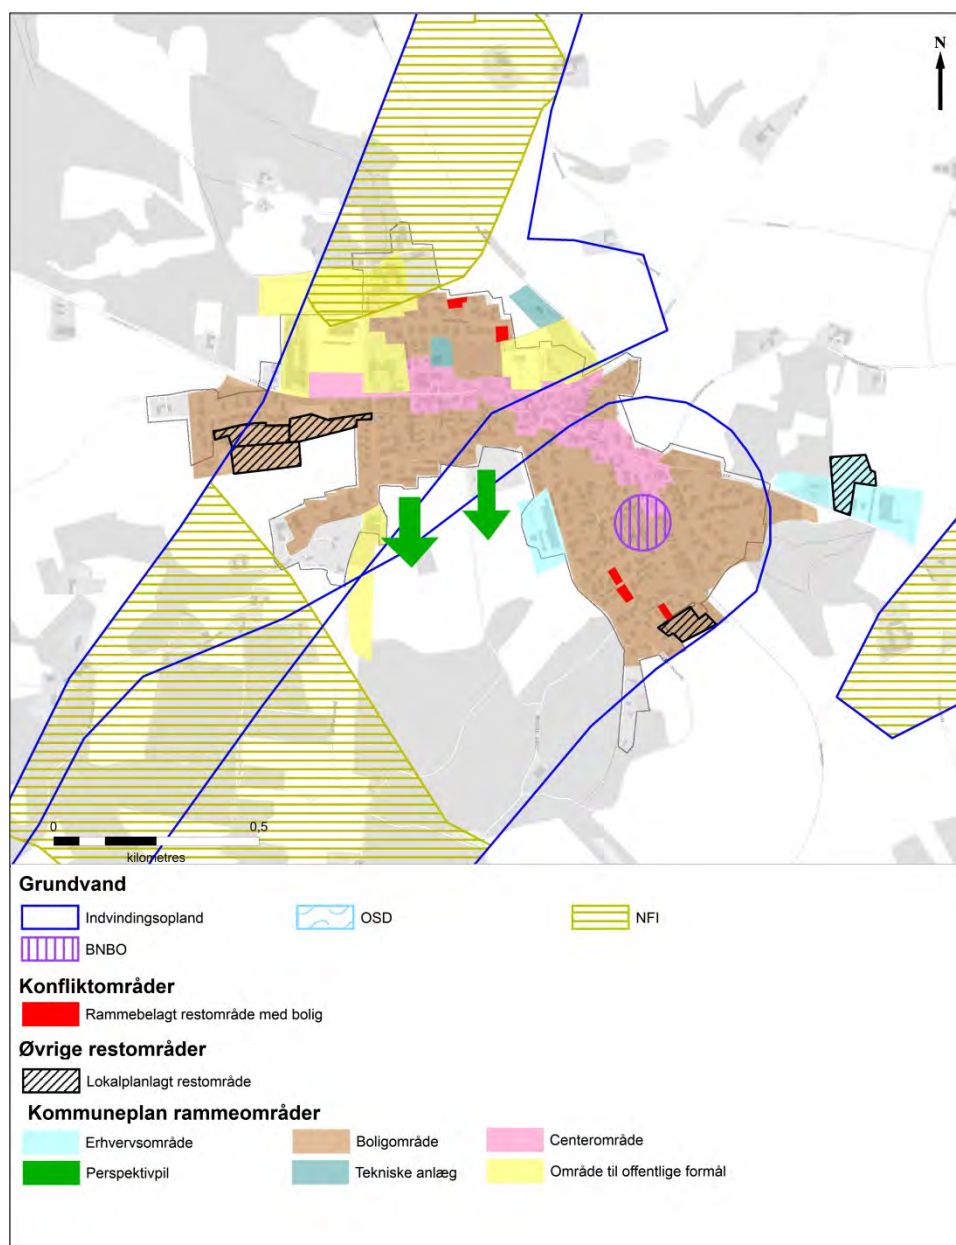 N
0 0,5
kilometres
Grundvand
Indvindingsopland OSD NFI
BNBO
Konfliktområder
Rammebelagt restområde med bolig
Øvrige restområder
Lokalplanlagt restområde
Kommuneplan rammeområder
Erhvervsområde Boligområde Centerområde
Perspektivpil Tekniske anlæg Område til offentlige formål